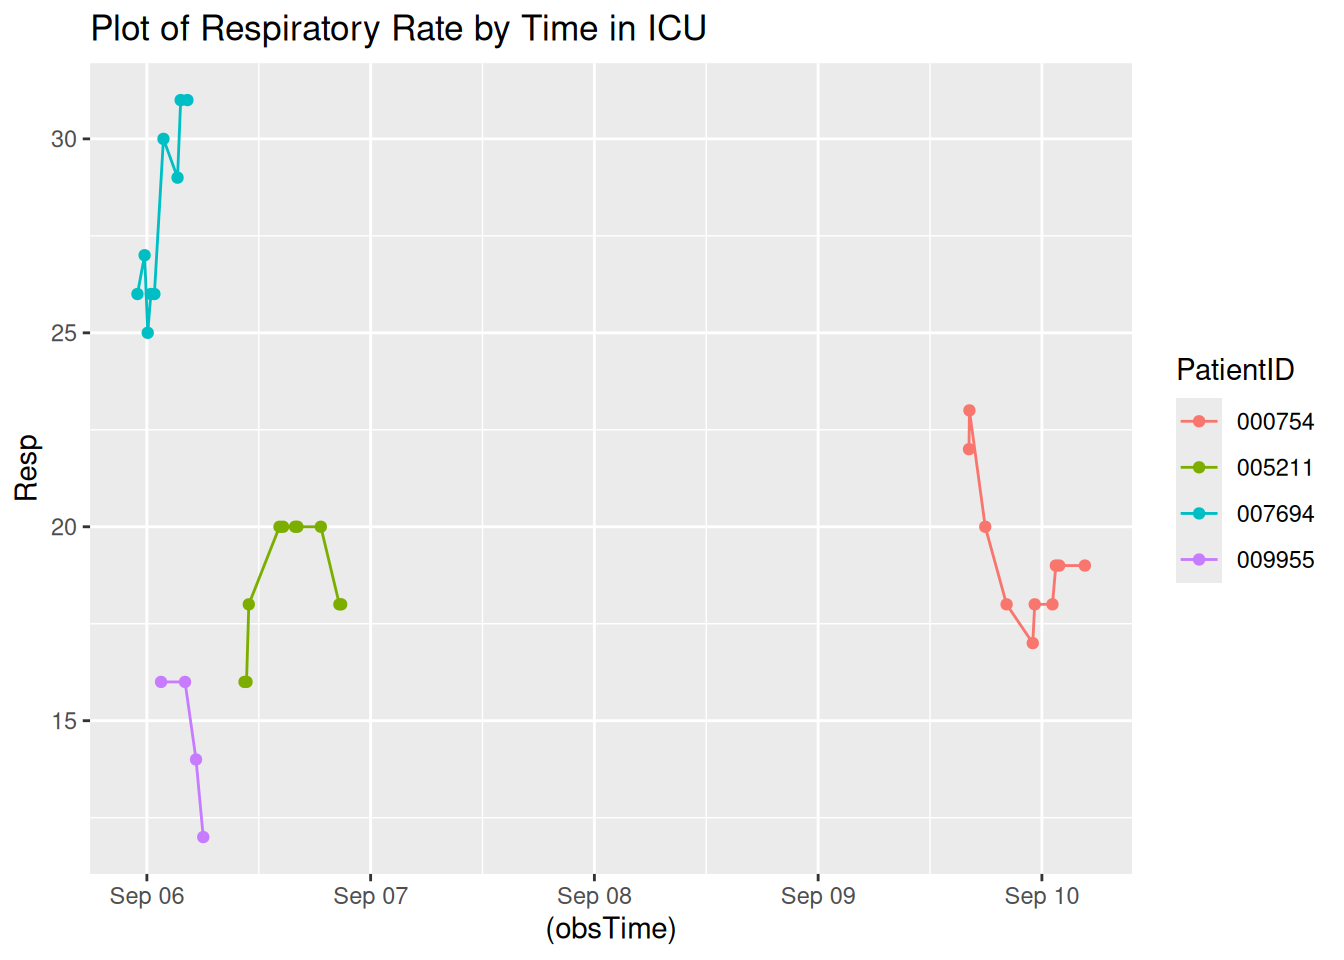 Plot of Respiratory Rate by Time in ICU
30
25
20
15
Resp
Sep 06 Sep 07 Sep 08 Sep 09 Sep 10
(obsTime)
PatientID
000754
005211
007694
009955